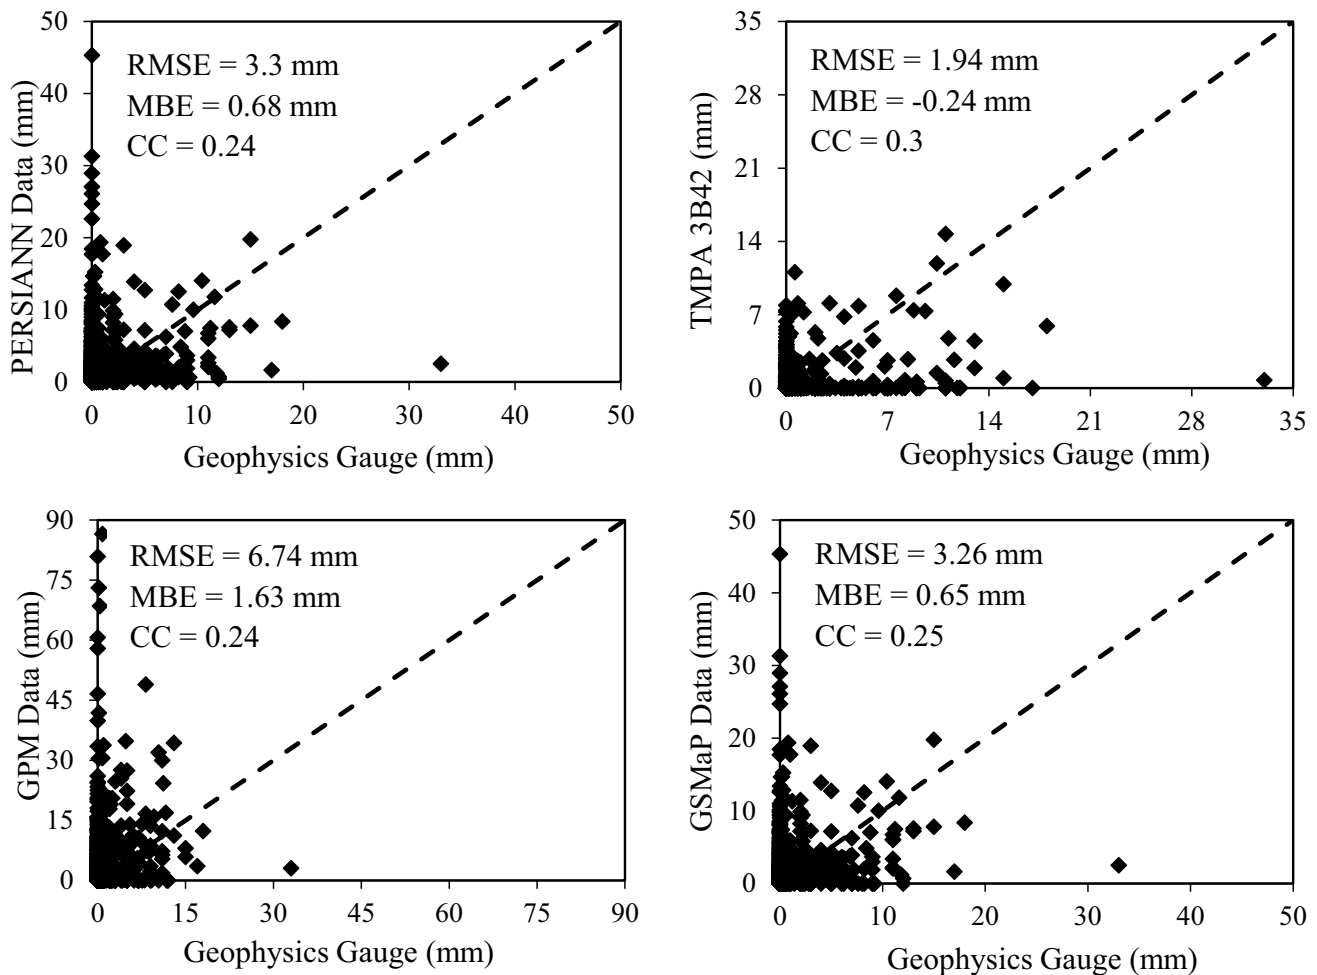 50
40
30
20
10
0
PERSIANN Data (mm)
RMSE = 3.3 mm
MBE = 0.68 mm
CC = 0.24
0 10 20 30 40 50
Geophysics Gauge (mm)
35
28
21
14
7
0
TMPA 3B42 (mm)
RMSE = 1.94 mm
MBE = -0.24 mm
CC = 0.3
0 7 14 21 28 35
Geophysics Gauge (mm)
90
75
60
45
30
15
0
GPM Data (mm)
RMSE = 6.74 mm
MBE = 1.63 mm
CC = 0.24
0 15 30 45 60 75 90
Geophysics Gauge (mm)
50
40
30
20
10
0
GSMaP Data (mm)
RMSE = 3.26 mm
MBE = 0.65 mm
CC = 0.25
0 10 20 30 40 50
Geophysics Gauge (mm)